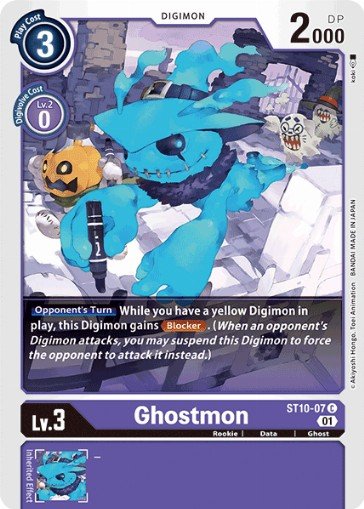 DIGIMON
Play Cost
3
DP
2000
Digivolve Cost
Lv.2
0
koki
Opponent's Turn While you have a yellow Digimon in
play, this Digimon gains Blocker. (When an opponent's
Digimon attacks, you may suspend this Digimon to force
the opponent to attack it instead.)
© Akiyoshi Hongo, Toei Animation BANDAI MADE IN JAPAN
Lv.3
Ghostmon
ST10-07 C
01
Rookie | Data | Ghost
Inherited Effect
–